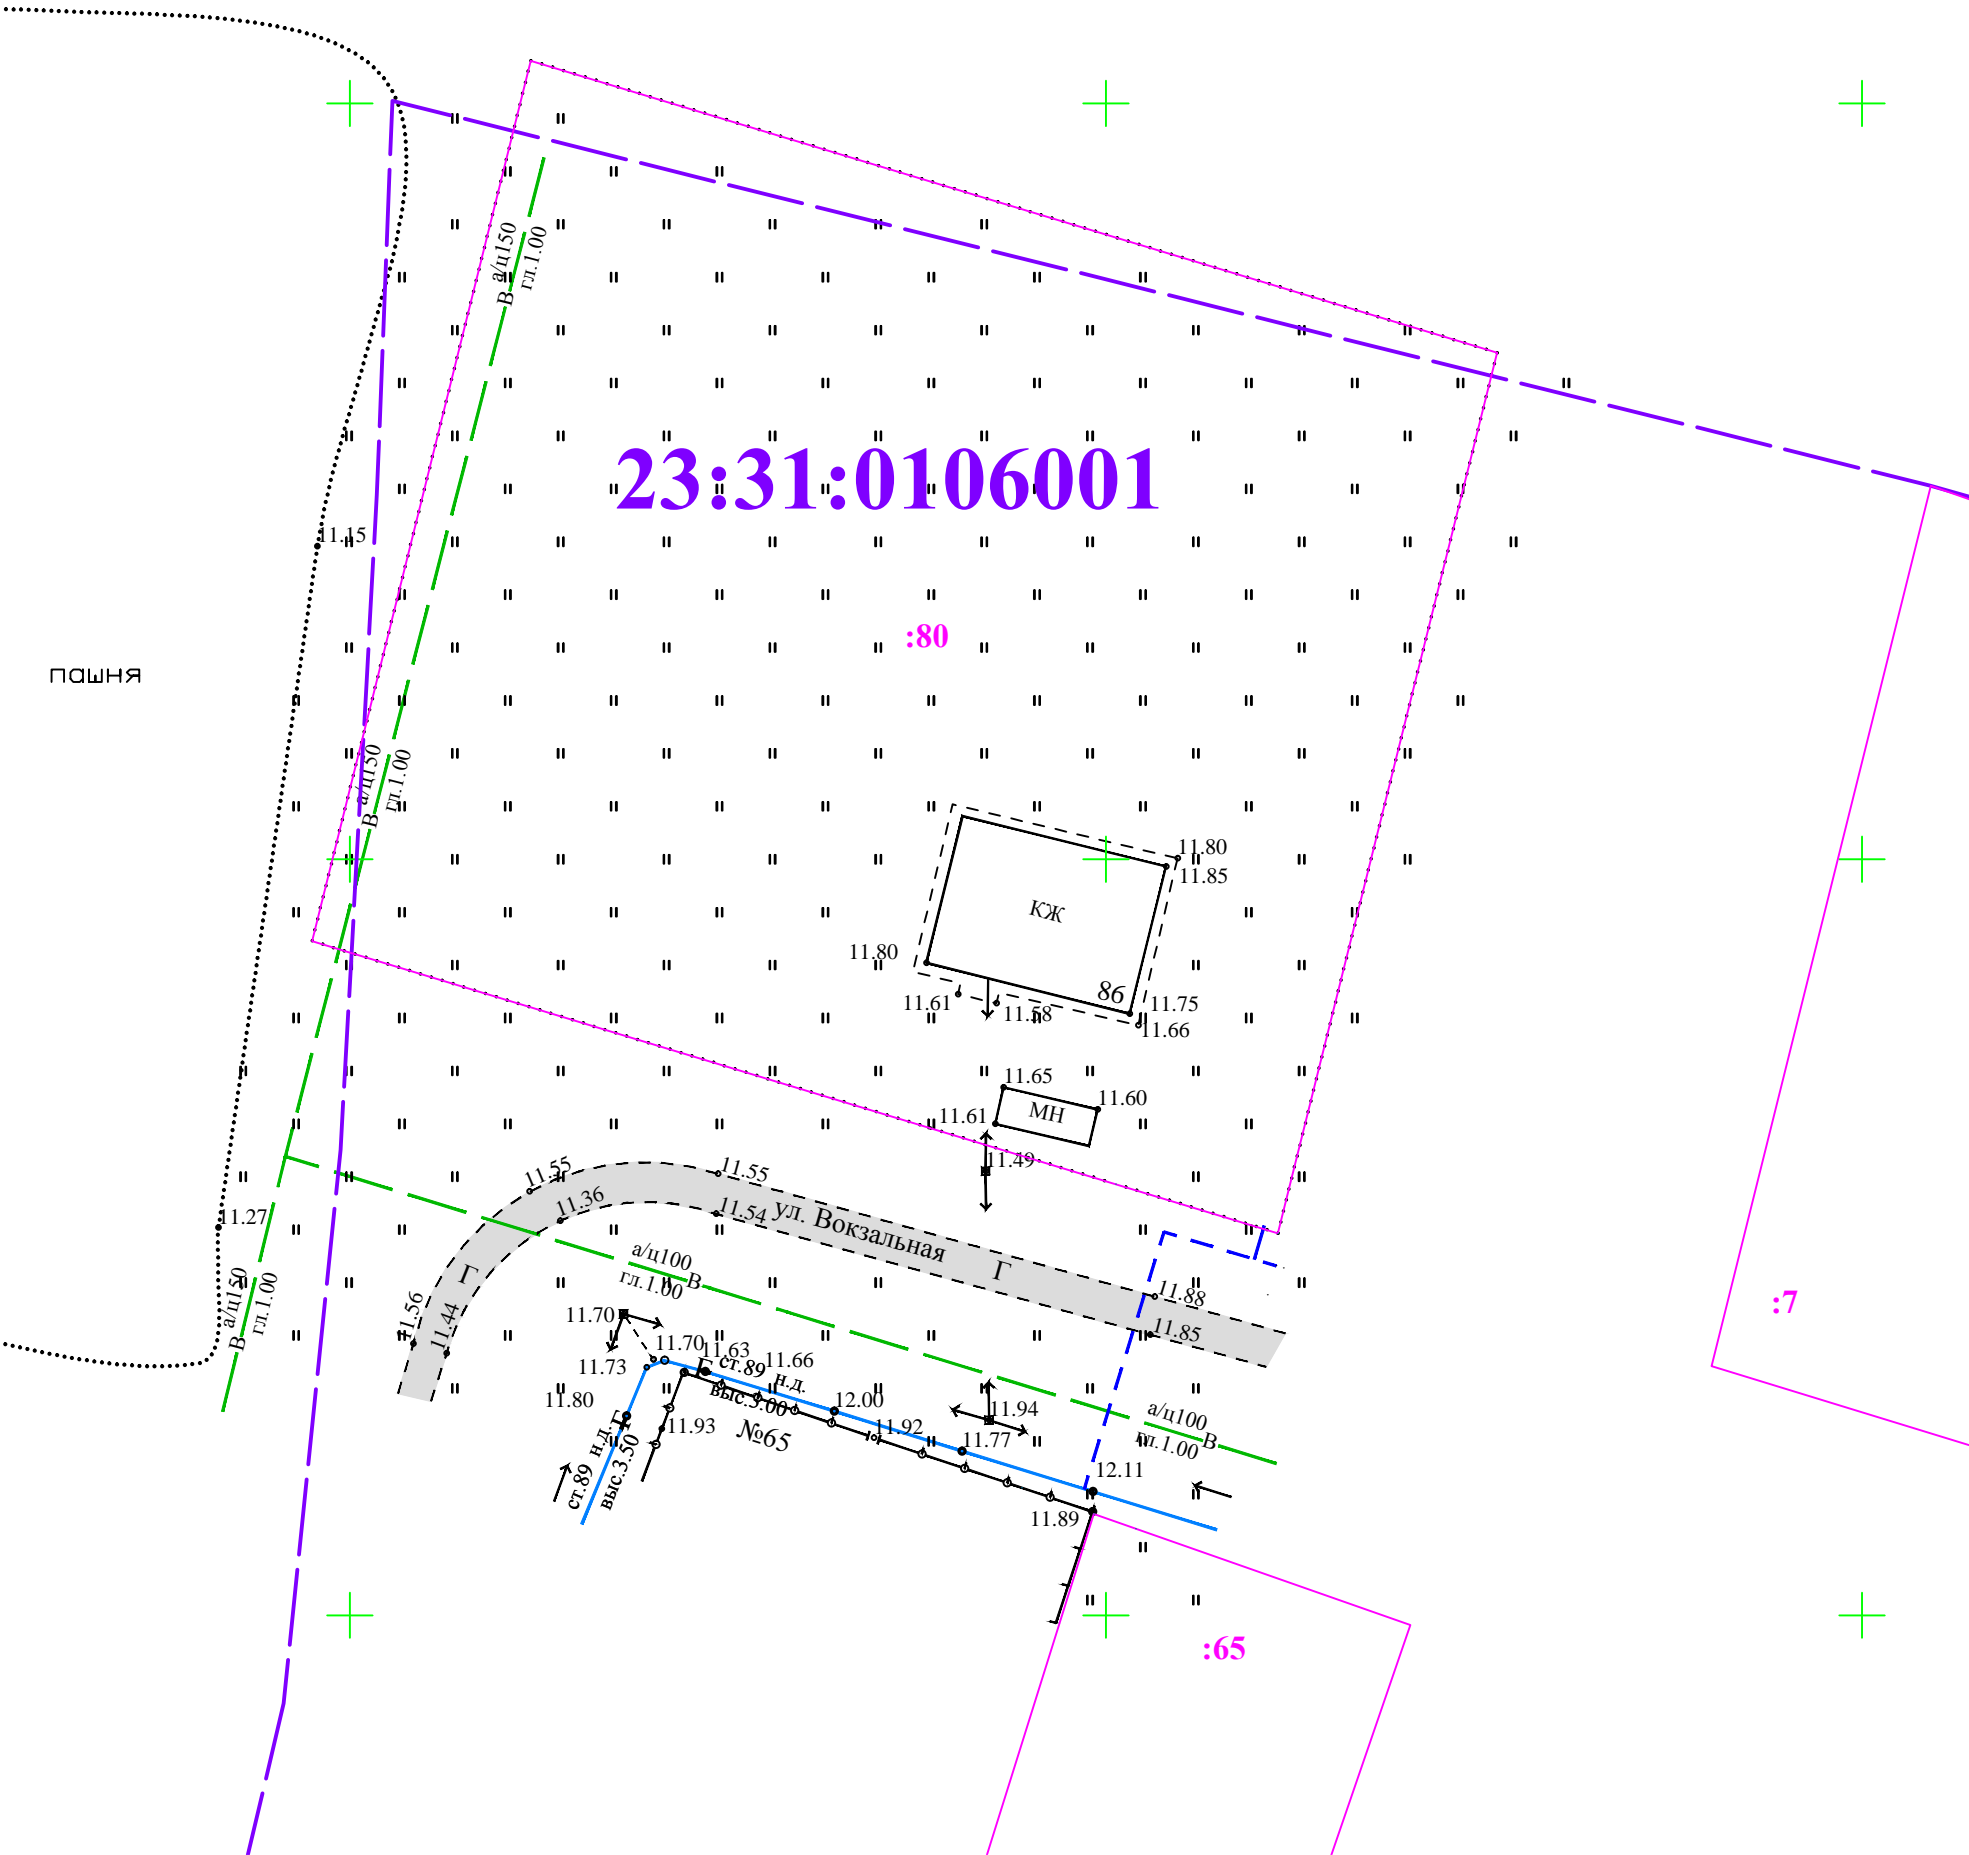 В а/ц150
гл.1.00
23:31:0106001
11.15
:80
пашня
В а/ц150
гл.1.00
11.80
11.85
КЖ
11.80
86
11.61
11.58
11.75
11.66
11.65
11.60
МН
11.61
11.49
11.55
11.55
11.36
11.54
ул. Вокзальная
Г
11.27
Г
а/ц100
В
гл.1.00
В а/ц150
гл.1.00
11.56
11.44
11.88
11.85
:7
11.70
11.70
11.63
11.73
Г ст.89 н.д.
11.66
выс.3.00
11.80
12.00
11.94
11.93
№65
11.92
11.77
а/ц100
В
гл.1.00
ст.89 н.д. Г
выс.3.50
12.11
11.89
:65